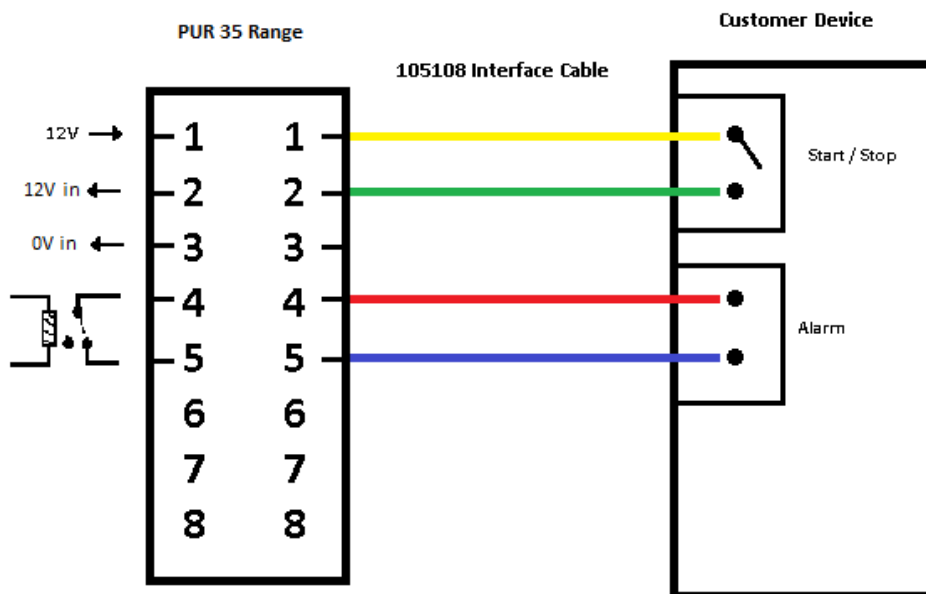 PUR 35 Range
Customer Device
105108 Interface Cable
12V
1 1
Start / Stop
12V in
2 2
0V in
3 3
4 4
Alarm
5 5
6 6
7 7
8 8